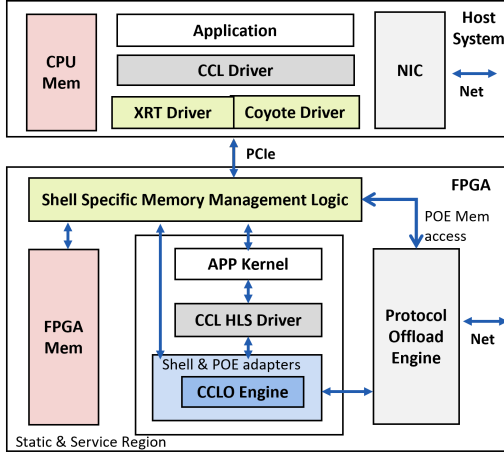 Application
Host
System
CPU
Mem
CCL Driver
NIC
Net
XRT Driver
Coyote Driver
PCIe
FPGA
Shell Specific Memory Management Logic
POE Mem
access
APP Kernel
FPGA
Mem
CCL HLS Driver
Protocol
Offload
Engine
Net
Shell & POE adapters
CCLO Engine
Static & Service Region